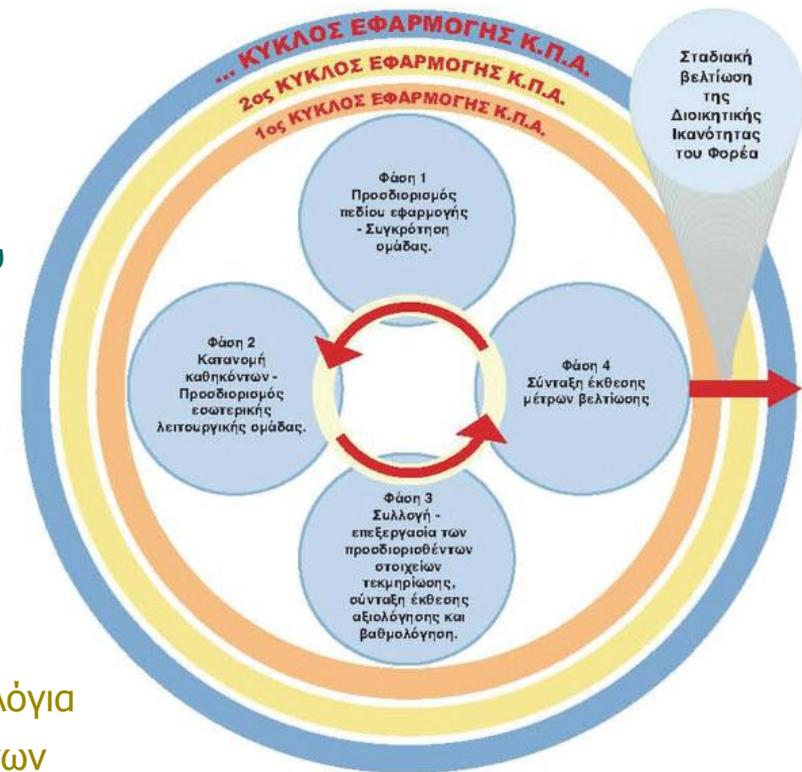 ... ΚΥΚΛΟΣ ΕΦΑΡΜΟΓΗΣ Κ.Π.Α.
2ος ΚΥΚΛΟΣ ΕΦΑΡΜΟΓΗΣ Κ.Π.Α.
1ος ΚΥΚΛΟΣ ΕΦΑΡΜΟΓΗΣ Κ.Π.Α.
Σταδιακή
βελτίωση
της
Διοικητικής
Ικανότητας
του Φορέα
Φάση 1
Προσδιορισμός
πεδίου εφαρμογής
- Συγκρότηση
ομάδας.
Φάση 2
Κατανομή
καθηκόντων -
Προσδιορισμός
εσωτερικής
λειτουργικής ομάδας.
Φάση 4
Σύνταξη έκθεσης
μέτρων βελτίωσης
Φάση 3
Συλλογή -
επεξεργασία των
προσδιορισθέντων
στοιχείων
τεκμηρίωσης,
σύνταξη έκθεσης
αξιολόγησης και
βαθμολόγηση.
λόγια